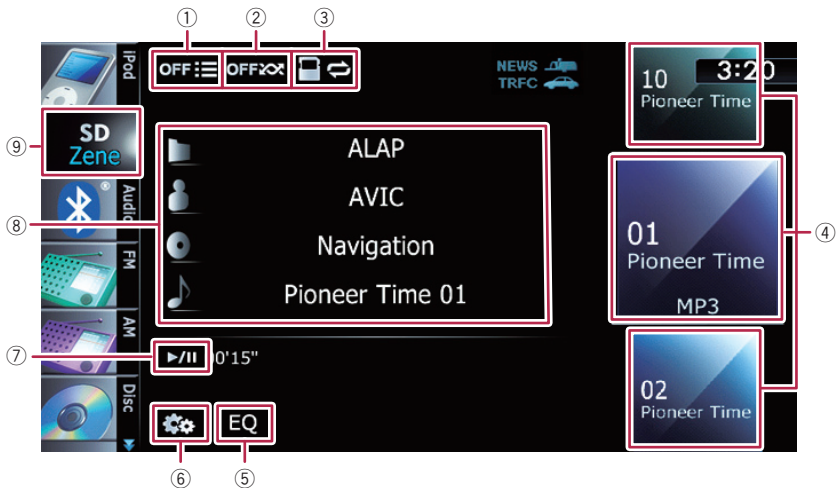 ① ② ③
iPod
OFF OFF
NEWS
TRFC
3:20
10
Pioneer Time
⑨
SD
Zene
Audio
FM
AM
Disc
⑧
ALAP
AVIC
Navigation
Pioneer Time 01
④
01
Pioneer Time
MP3
⑦
00'15"
02
Pioneer Time
EQ
⑥ ⑤